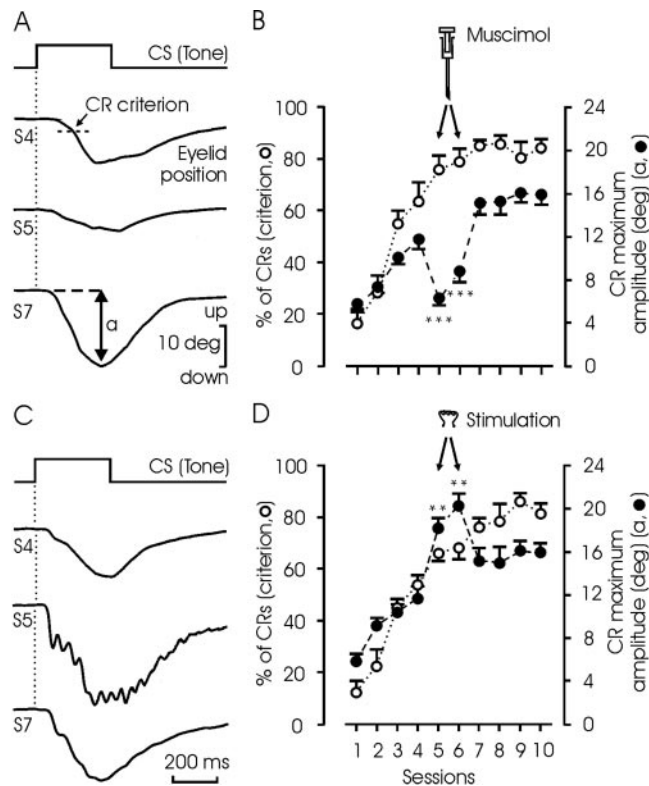 A
CS (Tone)
CR criterion
S4
Eyelid
position
S5
S7
a
up
10 deg
down
B
Muscimol
% of CRs (criterion,o)
100
80
60
40
20
0
24
20
16
12
8
4
0
CR maximum
amplitude (deg) (a, ●)
***
***
C
CS (Tone)
S4
S5
S7
200 ms
D
Stimulation
% of CRs (criterion,o)
100
80
60
40
20
0
24
20
16
12
8
4
0
CR maximum
amplitude (deg) (a, ●)
**
**
1 2 3 4 5 6 7 8 9 10
Sessions